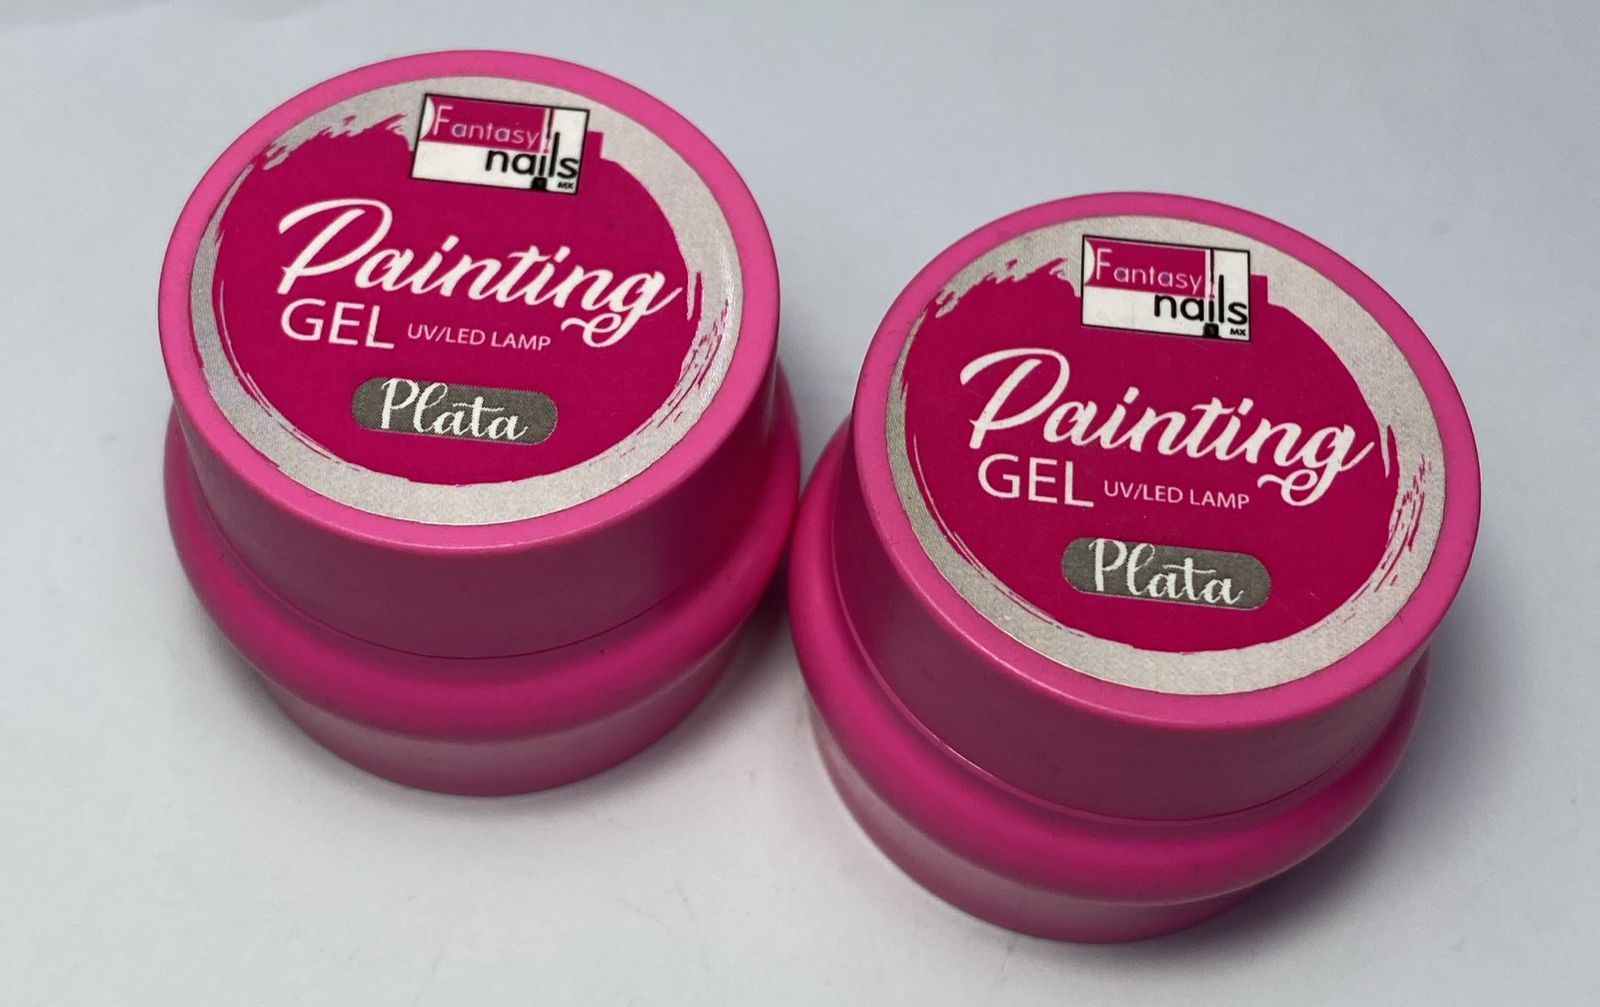 Fantasy
nails
MX
Painting
GEL UV/LED LAMP
Plata
Fantasy
nails
MX
Painting
GEL UV/LED LAMP
Plata